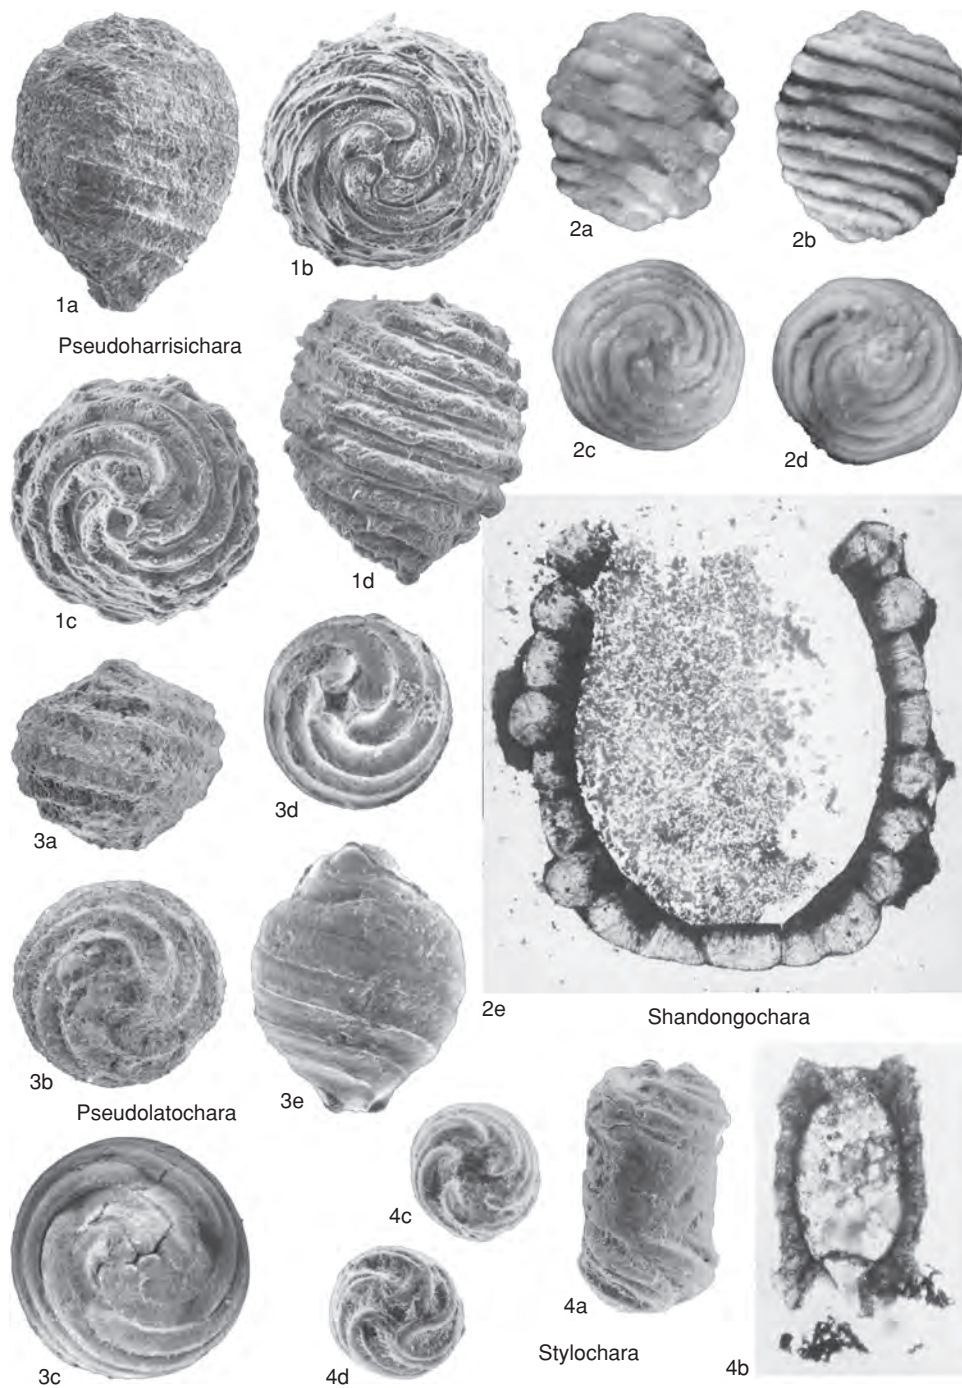 2a
2b
1b
1a
Pseudoharrisichara
2c
2d
1d
1c
3d
3a
2e
Shandongochara
3b
3e
Pseudolatochara
4c
4a
Stylochara
4b
3c
4d